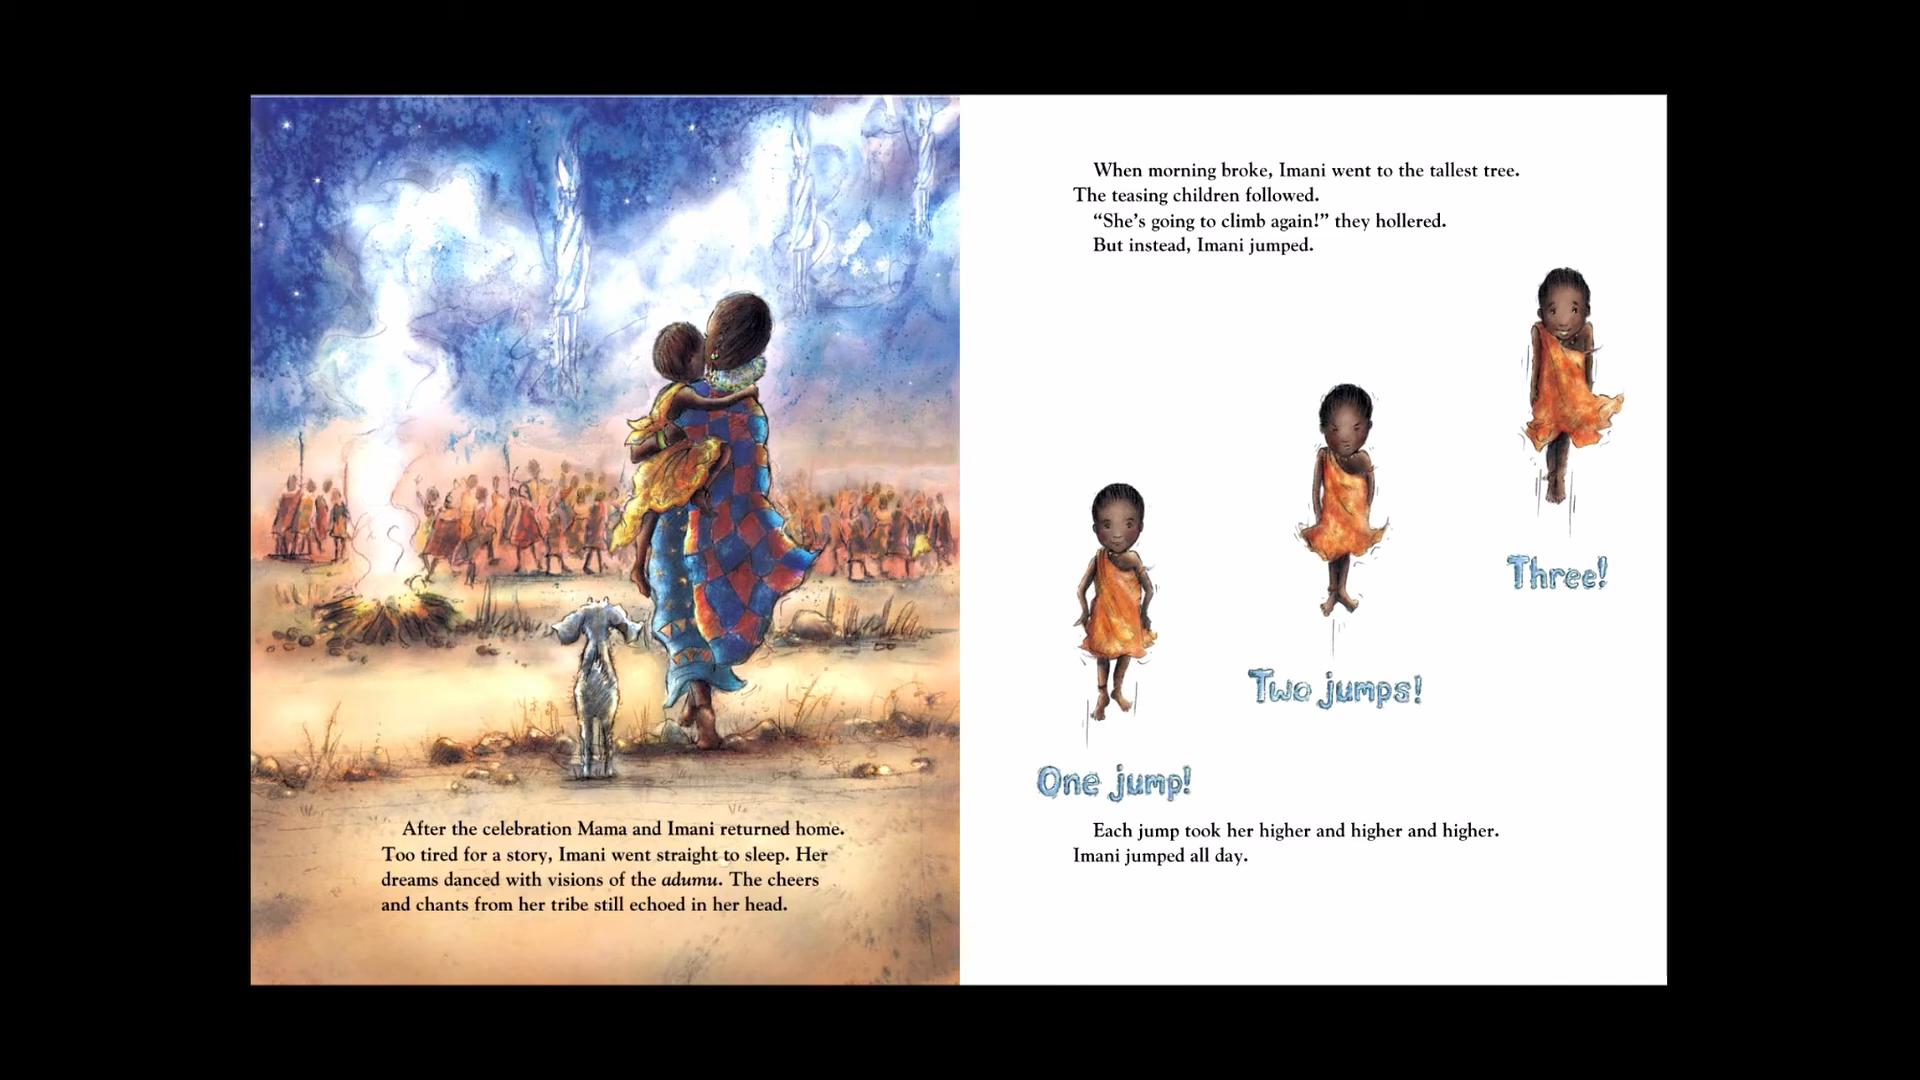 After the celebration Mama and Imani returned home.
Too tired for a story, Imani went straight to sleep. Her
dreams danced with visions of the adumu. The cheers
and chants from her tribe still echoed in her head.
When morning broke, Imani went to the tallest tree.
The teasing children followed.
“She’s going to climb again!” they hollered.
But instead, Imani jumped.
One jump!
Two jumps!
Three!
Each jump took her higher and higher and higher.
Imani jumped all day.